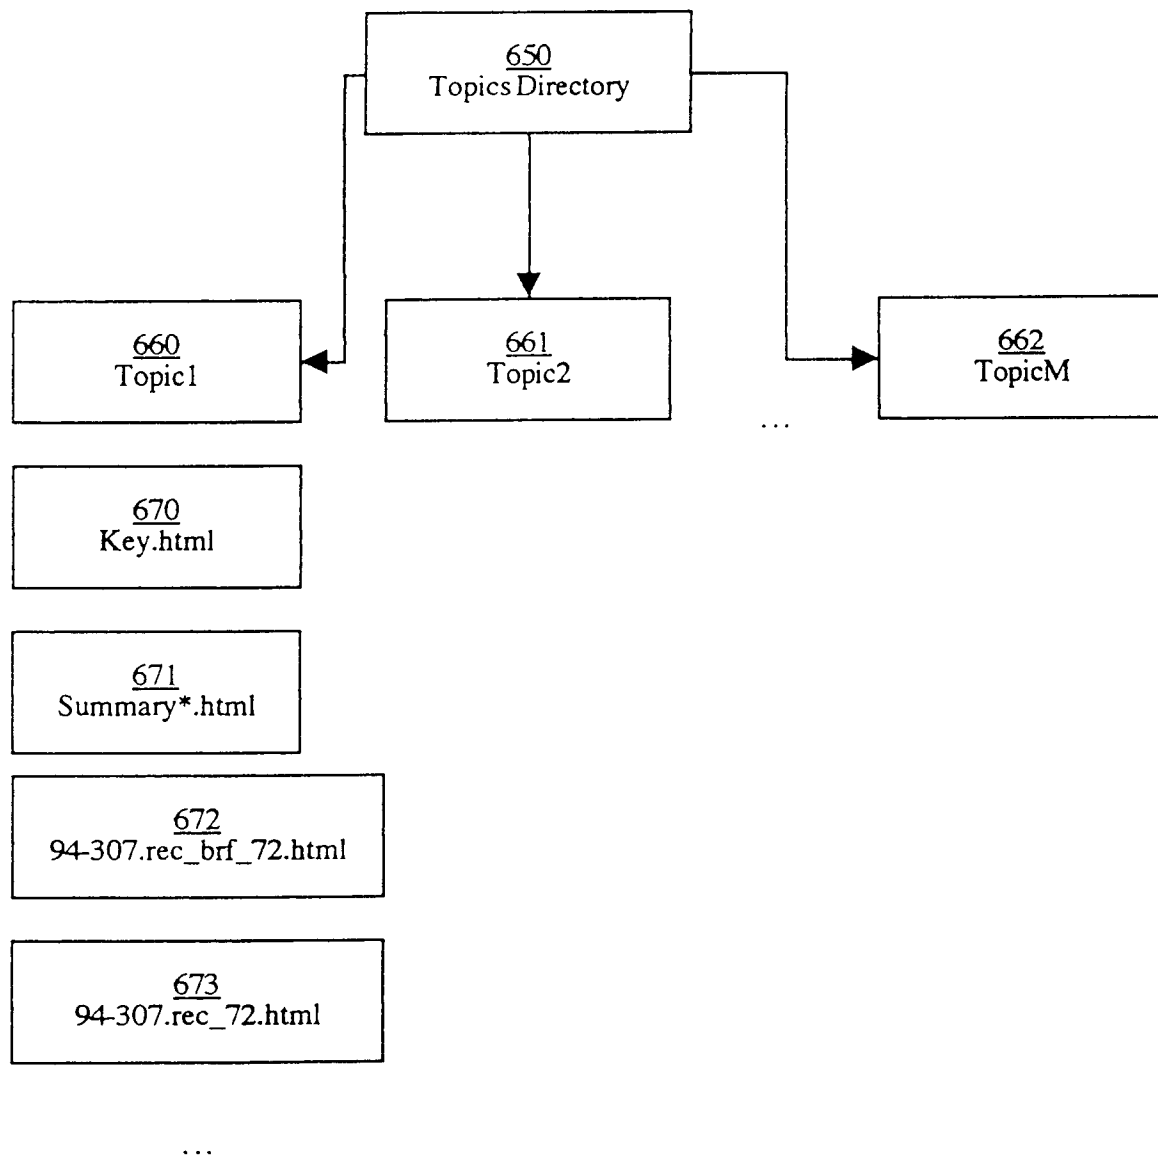 650
Topics Directory
660
Topic1
661
Topic2
662
TopicM
...
670
Key.html
671
Summary*.html
672
94-307.rec_brf_72.html
673
94-307.rec_72.html
...